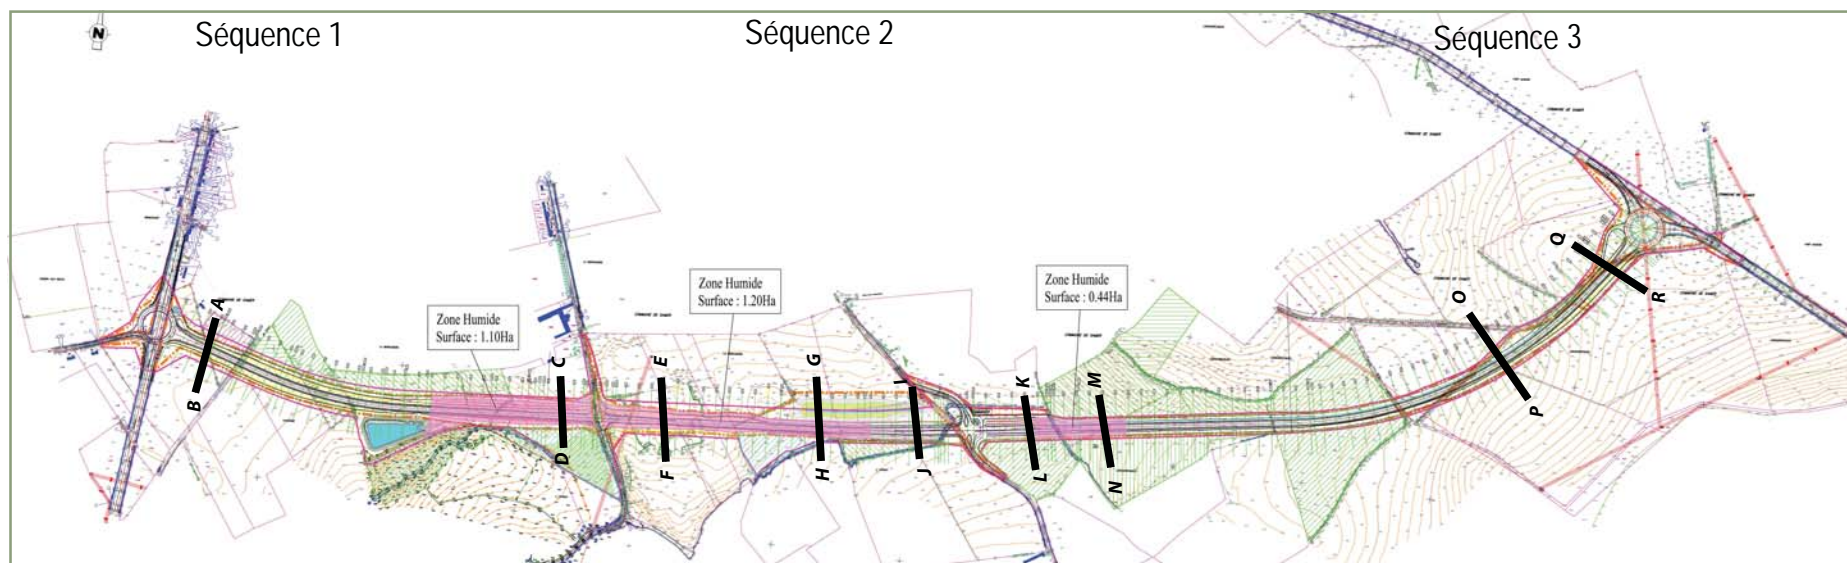 N
Séquence 1
Séquence 2
Séquence 3
Zone Humide
Surface : 1.10Ha
Zone Humide
Surface : 1.20Ha
Zone Humide
Surface : 0.44Ha
A
B
C
D
E
F
G
H
I
J
K
L
M
N
O
P
Q
R